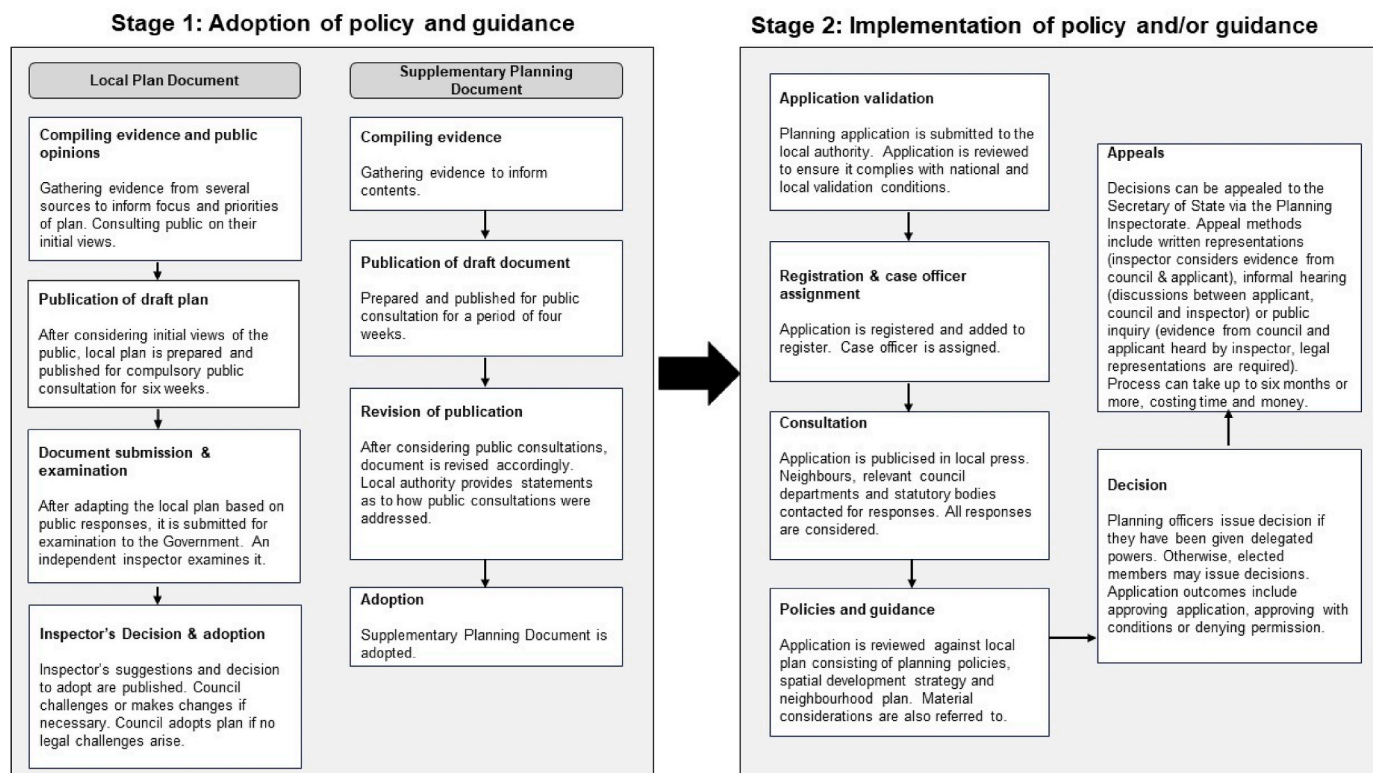 Stage 1: Adoption of policy and guidance
Local Plan Document
Compiling evidence and public
opinions
Gathering evidence from several
sources to inform focus and priorities
of plan. Consulting public on their
initial views.
Publication of draft plan
After considering initial views of the
public, local plan is prepared and
published for compulsory public
consultation for six weeks.
Document submission &
examination
After adapting the local plan based on
public responses, it is submitted for
examination to the Government. An
independent inspector examines it.
Inspector's Decision & adoption
Inspector's suggestions and decision
to adopt are published. Council
challenges or makes changes if
necessary. Council adopts plan if no
legal challenges arise.
Supplementary Planning
Document
Compiling evidence
Gathering evidence to inform
contents.
Publication of draft document
Prepared and published for public
consultation for a period of four
weeks.
Revision of publication
After considering public consultations,
document is revised accordingly.
Local authority provides statements
as to how public consultations were
addressed.
Adoption
Supplementary Planning Document is
adopted.
Stage 2: Implementation of policy and/or guidance
Application validation
Planning application is submitted to the
local authority. Application is reviewed
to ensure it complies with national and
local validation conditions.
Registration & case officer
assignment
Application is registered and added to
register. Case officer is assigned.
Consultation
Application is publicised in local press.
Neighbours, relevant council
departments and statutory bodies
contacted for responses. All responses
are considered.
Policies and guidance
Application is reviewed against local
plan consisting of planning policies,
spatial development strategy and
neighbourhood plan. Material
considerations are also referred to.
Decision
Planning officers issue decision if
they have been given delegated
powers. Otherwise, elected
members may issue decisions.
Application outcomes include
approving application, approving with
conditions or denying permission.
Appeals
Decisions can be appealed to the
Secretary of State via the Planning
Inspectorate. Appeal methods
include written representations
(inspector considers evidence from
council & applicant), informal hearing
(discussions between applicant,
council and inspector) or public
inquiry (evidence from council and
applicant heard by inspector, legal
representations are required).
Process can take up to six months or
more, costing time and money.